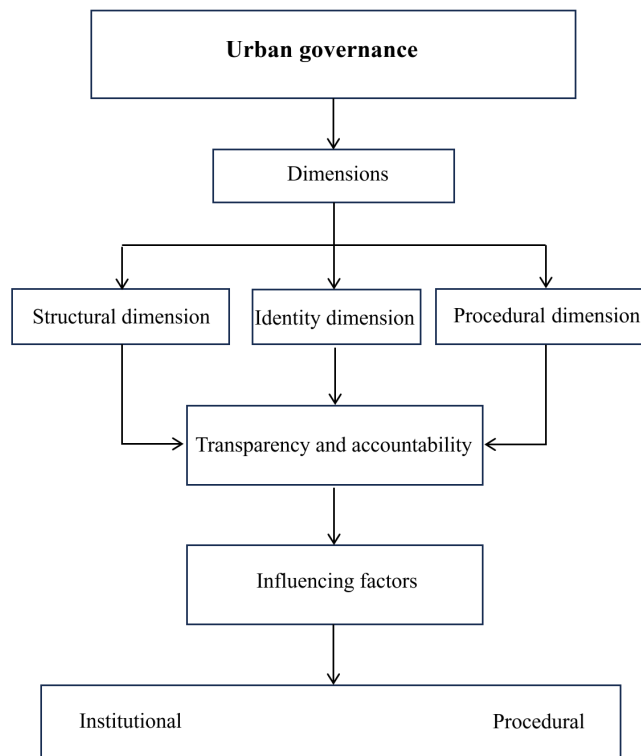 Urban governance
Dimensions
Structural dimension
Identity dimension
Procedural dimension
Transparency and accountability
Influencing factors
Institutional
Procedural